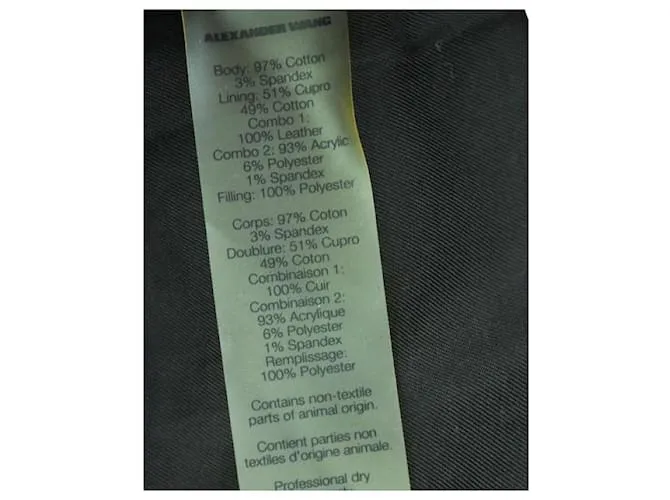 ALEXANDER WANG
Body: 97% Cotton
3% Spandex
Lining: 51% Cupro
49% Cotton
Combo 1:
100% Leather
Combo 2: 93% Acrylic
6% Polyester
1% Spandex
Filling: 100% Polyester
Corps: 97% Coton
3% Spandex
Doublure: 51% Cupro
49% Coton
Combinaison 1:
100% Cuir
Combinaison 2:
93% Acrylique
6% Polyester
1% Spandex
Remplissage:
100% Polyester
Contains non-textile
parts of animal origin.
Contient parties non
textiles d'origine animale.
Professional dry